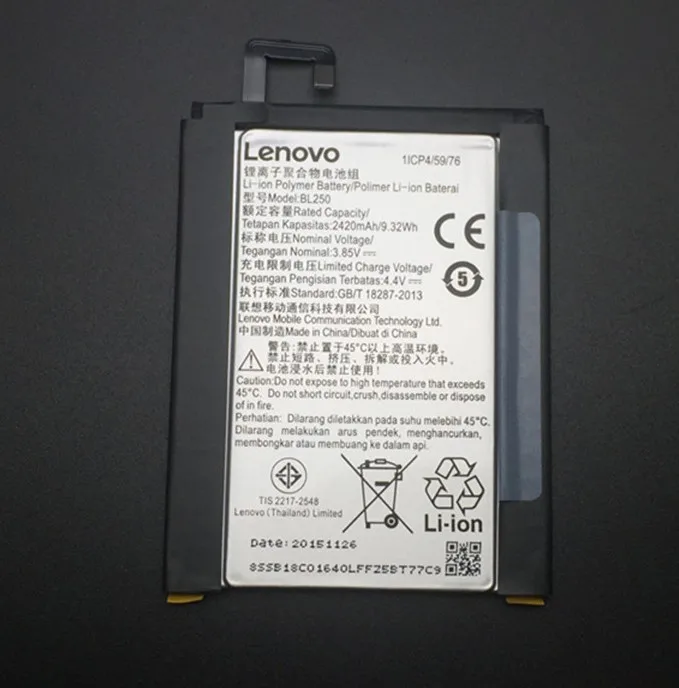 Lenovo
1ICP4/59/76
锂离子聚合物电池组
Li-ion Polymer Battery/Polimer Li-ion Baterai
型号Model:BL250
额定容量Rated Capacity/
Tetapan Kapasitas:2420mAh/9.32Wh
标称电压Nominal Voltage/
Tegangan Nominal:3.85V⎓
充电限制电压Limited Charge Voltage/
Tegangan Pengisian Terbatas:4.4V⎓
执行标准Standard:GB/T 18287-2013
CE
5
联想移动通信科技有限公司
Lenovo Mobile Communication Technology Ltd.
中国制造Made in China/Dibuat di China
警告:禁止置于45°C以上高温环境。
禁止短路、挤压、拆解或投入火中。
电池浸水后禁止使用。
Caution:Do not expose to high temperature that exceeds
45°C. Do not short circuit,crush,disassemble or dispose
of in fire.
Perhatian: Dilarang diletakkan pada suhu melebihi 45°C.
Dilarang melakukan arus pendek, menghancurkan,
membongkar atau membuang ke dalam api.
TIS 2217-2548
Lenovo (Thailand) Limited
Li-ion
Date: 20151126
8SSB18C01640LFFZ5BT77C9